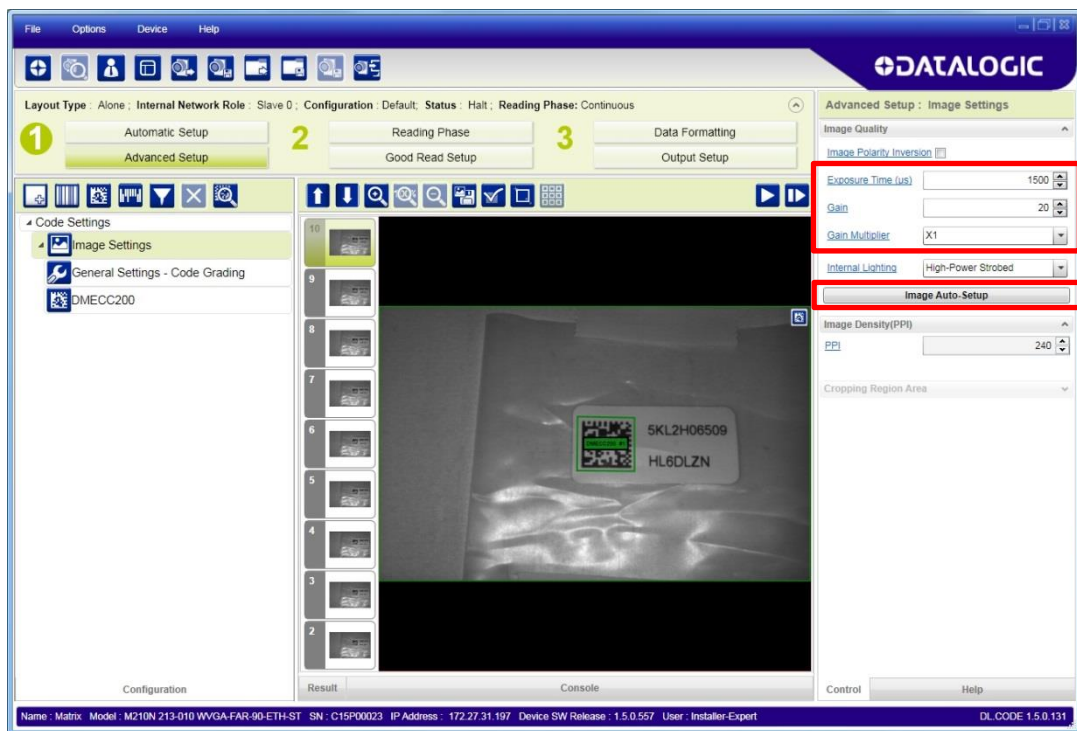 File Options Device Help
DATALOGIC
Layout Type : Alone ; Internal Network Role : Slave 0 ; Configuration : Default; Status : Halt ; Reading Phase: Continuous
1
Automatic Setup
Advanced Setup
2
Reading Phase
Good Read Setup
3
Data Formatting
Output Setup
Code Settings
Image Settings
General Settings - Code Grading
DMECC200
Configuration
10
9
8
7
6
5
4
3
2
DMECC200 #1
5KL2H06509
HL6DLZN
Result Console
Advanced Setup : Image Settings
Image Quality
Image Polarity Inversion
Exposure Time (us) 1500
Gain 20
Gain Multiplier X1
Internal Lighting High-Power Strobed
Image Auto-Setup
Image Density(PPI)
PPI 240
Cropping Region Area
Control Help
Name : Matrix Model : M210N 213-010 WVGA-FAR-90-ETH-ST SN : C15P00023 IP Address : 172.27.31.197 Device SW Release : 1.5.0.557 User : Installer-Expert DL.CODE 1.5.0.131